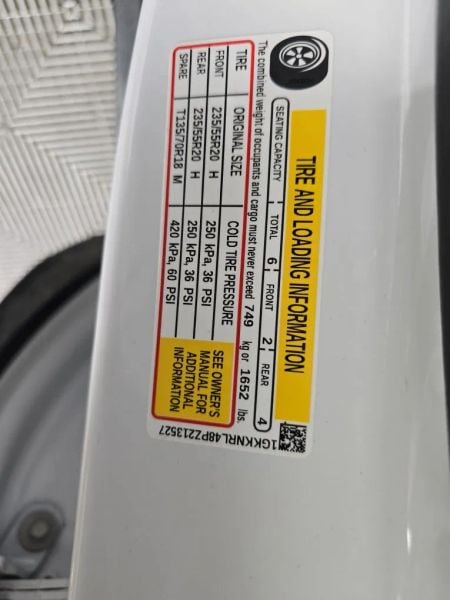 TIRE AND LOADING INFORMATION
SEATING CAPACITY TOTAL 6 FRONT 2 REAR 4
The combined weight of occupants and cargo must never exceed 749 kg or 1652 lbs.
TIRE ORIGINAL SIZE COLD TIRE PRESSURE
FRONT 235/55R20 H 250 kPa, 36 PSI
REAR 235/55R20 H 250 kPa, 36 PSI
SPARE T135/70R18 M 420 kPa, 60 PSI
SEE OWNER'S
MANUAL FOR
ADDITIONAL
INFORMATION
1GKKNRL48PZ213527